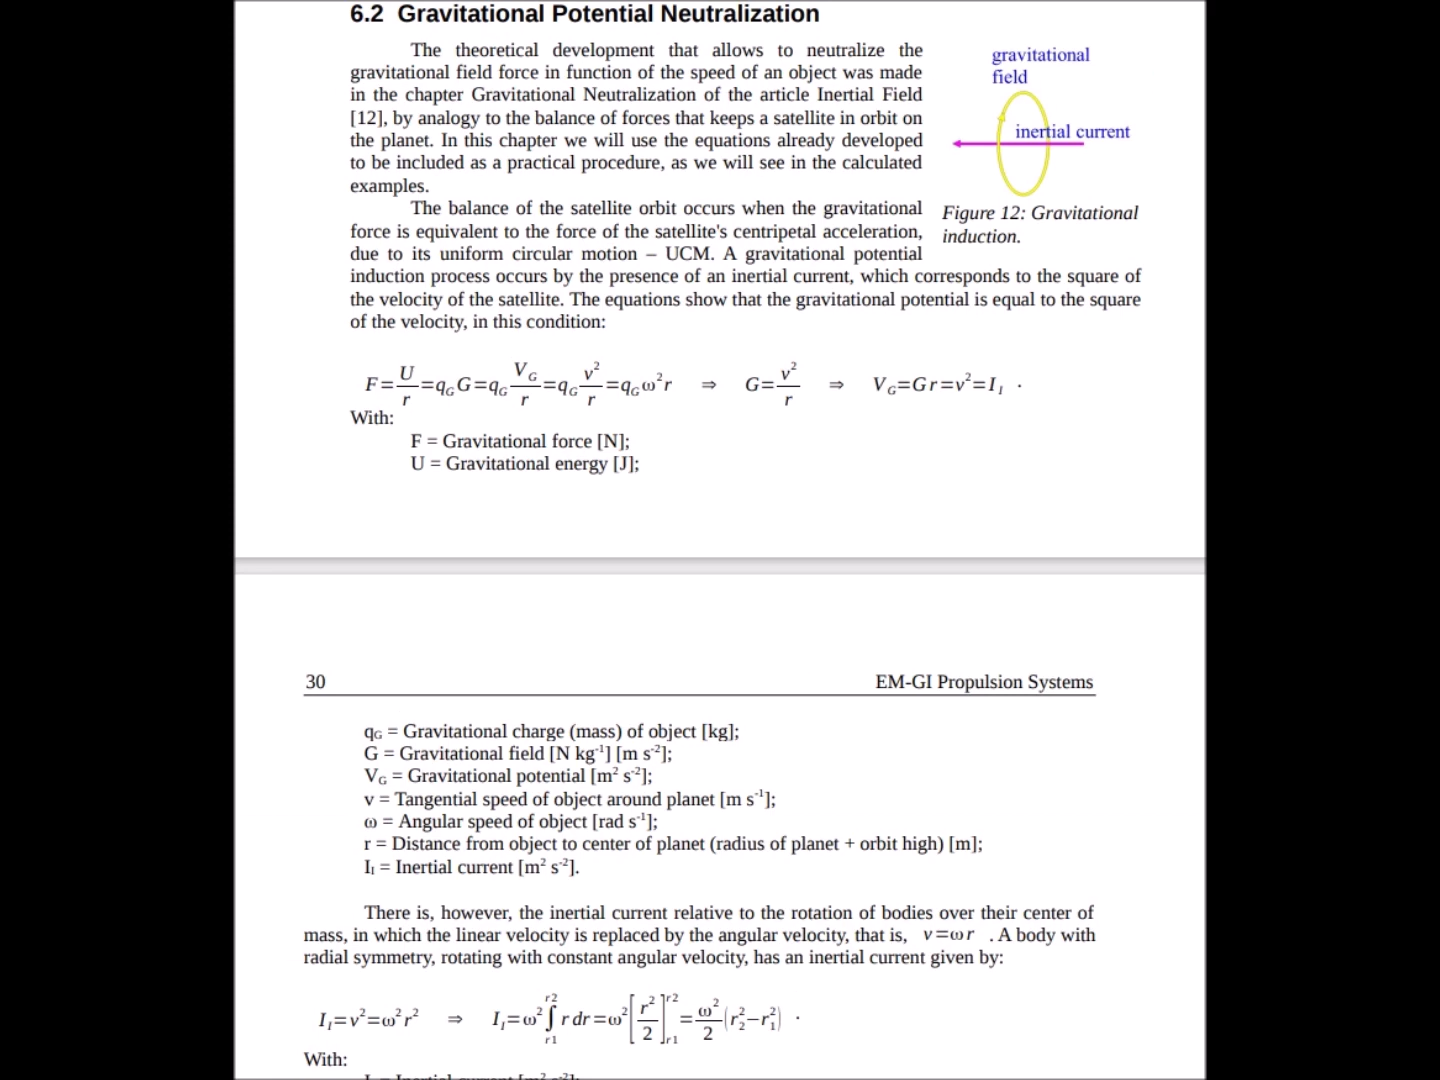 6.2 Gravitational Potential Neutralization
The theoretical development that allows to neutralize the
gravitational field force in function of the speed of an object was made
in the chapter Gravitational Neutralization of the article Inertial Field
[12], by analogy to the balance of forces that keeps a satellite in orbit on
the planet. In this chapter we will use the equations already developed
to be included as a practical procedure, as we will see in the calculated
examples.
gravitational
field
inertial current
Figure 12: Gravitational
induction.
The balance of the satellite orbit occurs when the gravitational
force is equivalent to the force of the satellite's centripetal acceleration,
due to its uniform circular motion – UCM. A gravitational potential
induction process occurs by the presence of an inertial current, which corresponds to the square of
the velocity of the satellite. The equations show that the gravitational potential is equal to the square
of the velocity, in this condition:
F=U/r=q_G G=q_G V_G/r=q_G v²/r=q_G ω²r ⇒ G=v²/r ⇒ V_G=Gr=v²=I_I .
With:
F = Gravitational force [N];
U = Gravitational energy [J];
30 EM-GI Propulsion Systems
q_G = Gravitational charge (mass) of object [kg];
G = Gravitational field [N kg⁻¹] [m s⁻²];
V_G = Gravitational potential [m² s⁻²];
v = Tangential speed of object around planet [m s⁻¹];
ω = Angular speed of object [rad s⁻¹];
r = Distance from object to center of planet (radius of planet + orbit high) [m];
I_I = Inertial current [m² s⁻²].
There is, however, the inertial current relative to the rotation of bodies over their center of
mass, in which the linear velocity is replaced by the angular velocity, that is, v=ωr . A body with
radial symmetry, rotating with constant angular velocity, has an inertial current given by:
I_I=v²=ω²r² ⇒ I_I=ω²∫_{r1}^{r2} r dr=ω²[r²/2]_{r1}^{r2}=ω²/2(r₂²−r₁²) .
With: